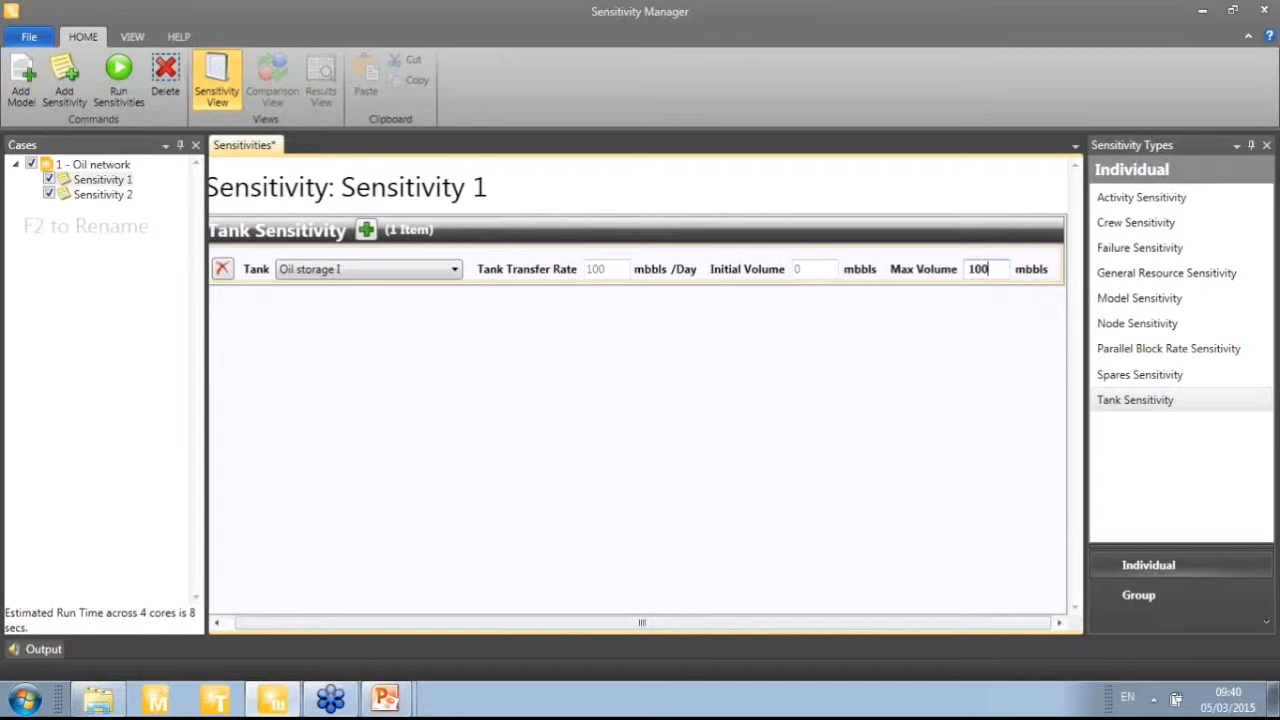 Sensitivity Manager
File
HOME
VIEW
HELP
Add Model
Add Sensitivity
Run Sensitivities
Delete
Sensitivity View
Comparison View
Results View
Paste
Cut
Copy
Commands
Views
Clipboard
Cases
1 - Oil network
Sensitivity 1
Sensitivity 2
F2 to Rename
Estimated Run Time across 4 cores is 8 secs.
Sensitivities*
Sensitivity: Sensitivity 1
Tank Sensitivity (1 Item)
Tank Oil storage I Tank Transfer Rate 100 mbbls /Day Initial Volume 0 mbbls Max Volume 100 mbbls
Sensitivity Types
Individual
Activity Sensitivity
Crew Sensitivity
Failure Sensitivity
General Resource Sensitivity
Model Sensitivity
Node Sensitivity
Parallel Block Rate Sensitivity
Spares Sensitivity
Tank Sensitivity
Individual
Group
Output
M
T
EN
09:40
05/03/2015